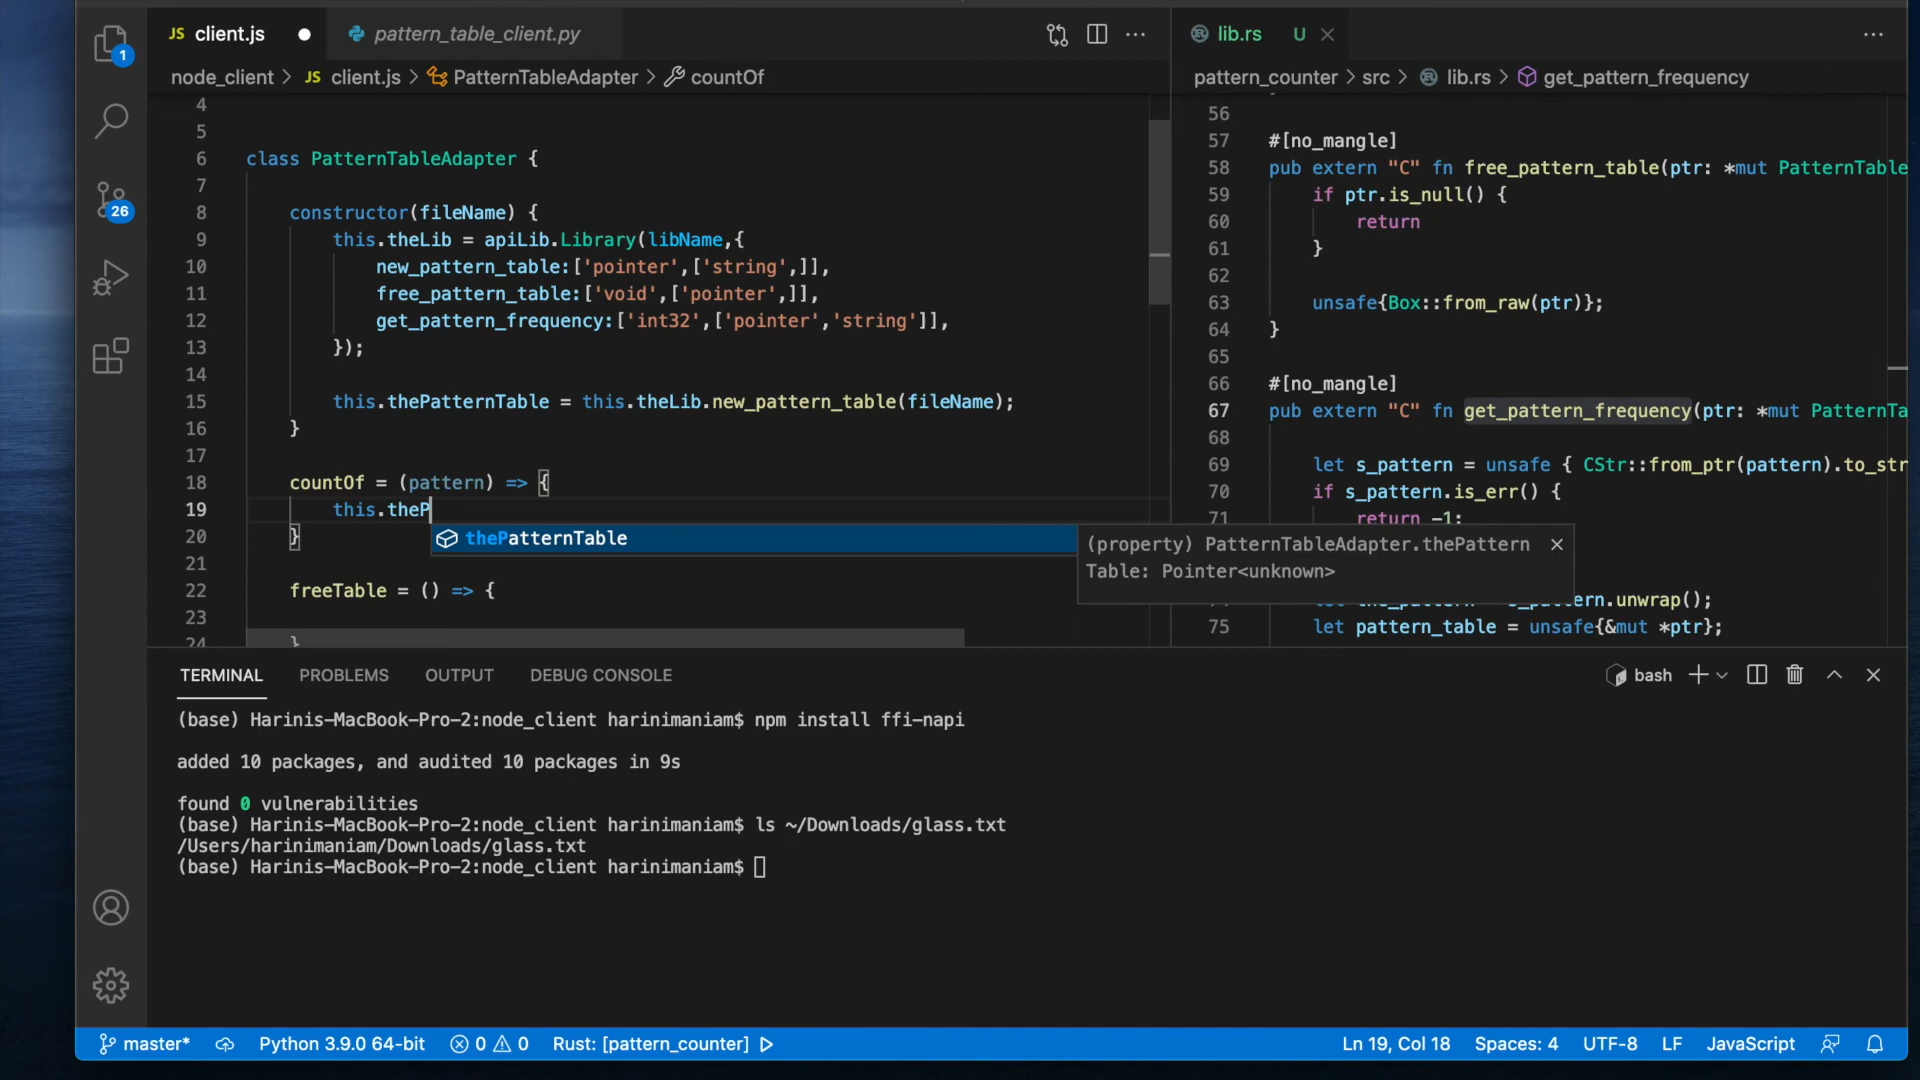 JS client.js
pattern_table_client.py
lib.rs U
node_client > JS client.js > PatternTableAdapter > countOf
pattern_counter > src > lib.rs > get_pattern_frequency
4
5
6 class PatternTableAdapter {
7
8 constructor(fileName) {
9 this.theLib = apiLib.Library(libName,{
10 new_pattern_table:['pointer',['string',]],
11 free_pattern_table:['void',['pointer',]],
12 get_pattern_frequency:['int32',['pointer','string']],
13 });
14
15 this.thePatternTable = this.theLib.new_pattern_table(fileName);
16 }
17
18 countOf = (pattern) => {
19 this.theP
20 }
21
22 freeTable = () => {
23
24 }
thePatternTable
(property) PatternTableAdapter.thePattern
Table: Pointer<unknown>
56
57 #[no_mangle]
58 pub extern "C" fn free_pattern_table(ptr: *mut PatternTable
59 if ptr.is_null() {
60 return
61 }
62
63 unsafe{Box::from_raw(ptr)};
64 }
65
66 #[no_mangle]
67 pub extern "C" fn get_pattern_frequency(ptr: *mut PatternTa
68
69 let s_pattern = unsafe { CStr::from_ptr(pattern).to_str
70 if s_pattern.is_err() {
71 return -1;
.unwrap();
75 let pattern_table = unsafe{&mut *ptr};
1
26
TERMINAL PROBLEMS OUTPUT DEBUG CONSOLE
bash
(base) Harinis-MacBook-Pro-2:node_client harinimaniam$ npm install ffi-napi
added 10 packages, and audited 10 packages in 9s
found 0 vulnerabilities
(base) Harinis-MacBook-Pro-2:node_client harinimaniam$ ls ~/Downloads/glass.txt
/Users/harinimaniam/Downloads/glass.txt
(base) Harinis-MacBook-Pro-2:node_client harinimaniam$
master* Python 3.9.0 64-bit 0 0 Rust: [pattern_counter] Ln 19, Col 18 Spaces: 4 UTF-8 LF JavaScript